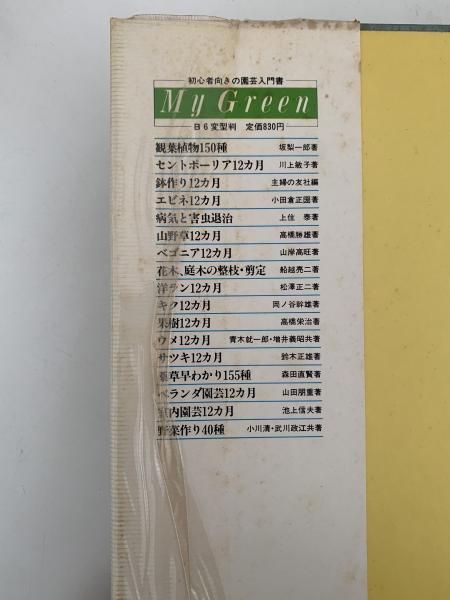 初心者向きの園芸入門書
My Green
B6変型判 定価830円
観葉植物150種 坂梨一郎著
セントポーリア12カ月 川上敏子著
鉢作り12カ月 主婦の友社編
エビネ12カ月 小田倉正圀著
病気と害虫退治 上住 泰著
山野草12カ月 高橋勝雄著
ベゴニア12カ月 山岸高旺著
花木、庭木の整枝・剪定 船越亮二著
洋ラン12カ月 松澤正二著
キク12カ月 岡ノ谷幹雄著
果樹12カ月 高橋栄治著
ウメ12カ月 青木就一郎・増井義昭共著
サツキ12カ月 鈴木正雄著
薬草早わかり155種 森田直賢著
ベランダ園芸12カ月 山田朋重著
室内園芸12カ月 池上信夫著
野菜作り40種 小川清・武川政江共著